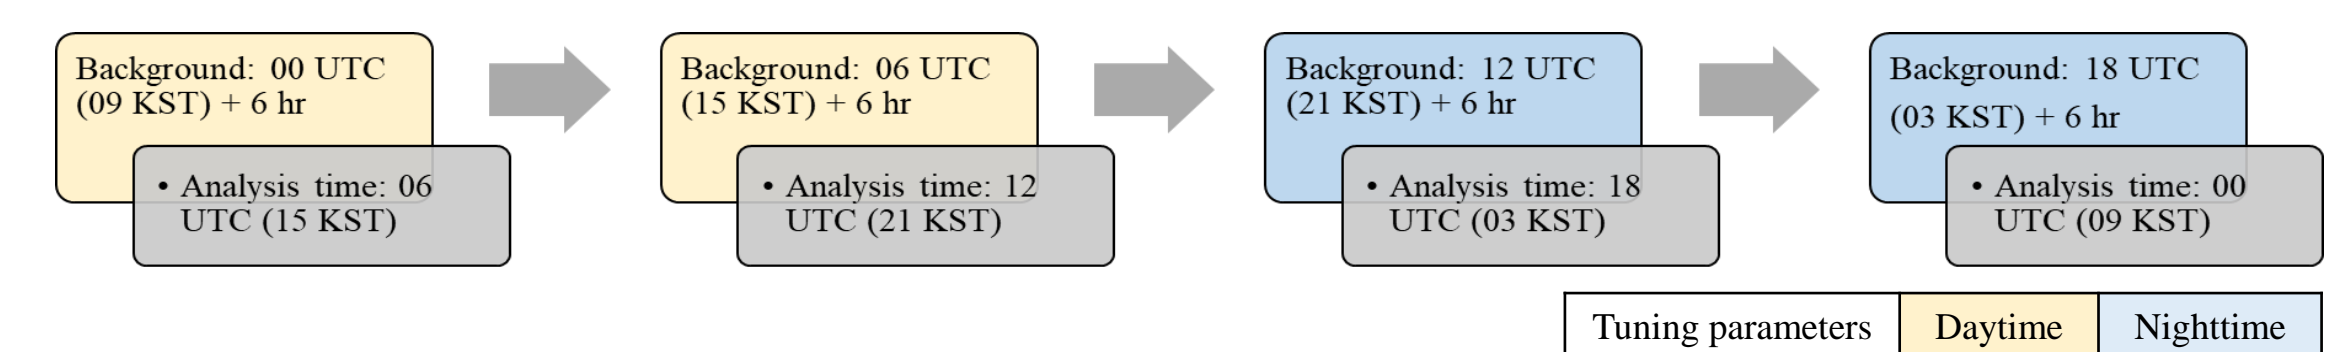 Background: 00 UTC
(09 KST) + 6 hr
• Analysis time: 06
UTC (15 KST)
Background: 06 UTC
(15 KST) + 6 hr
• Analysis time: 12
UTC (21 KST)
Background: 12 UTC
(21 KST) + 6 hr
• Analysis time: 18
UTC (03 KST)
Background: 18 UTC
(03 KST) + 6 hr
• Analysis time: 00
UTC (09 KST)
Tuning parameters Daytime Nighttime